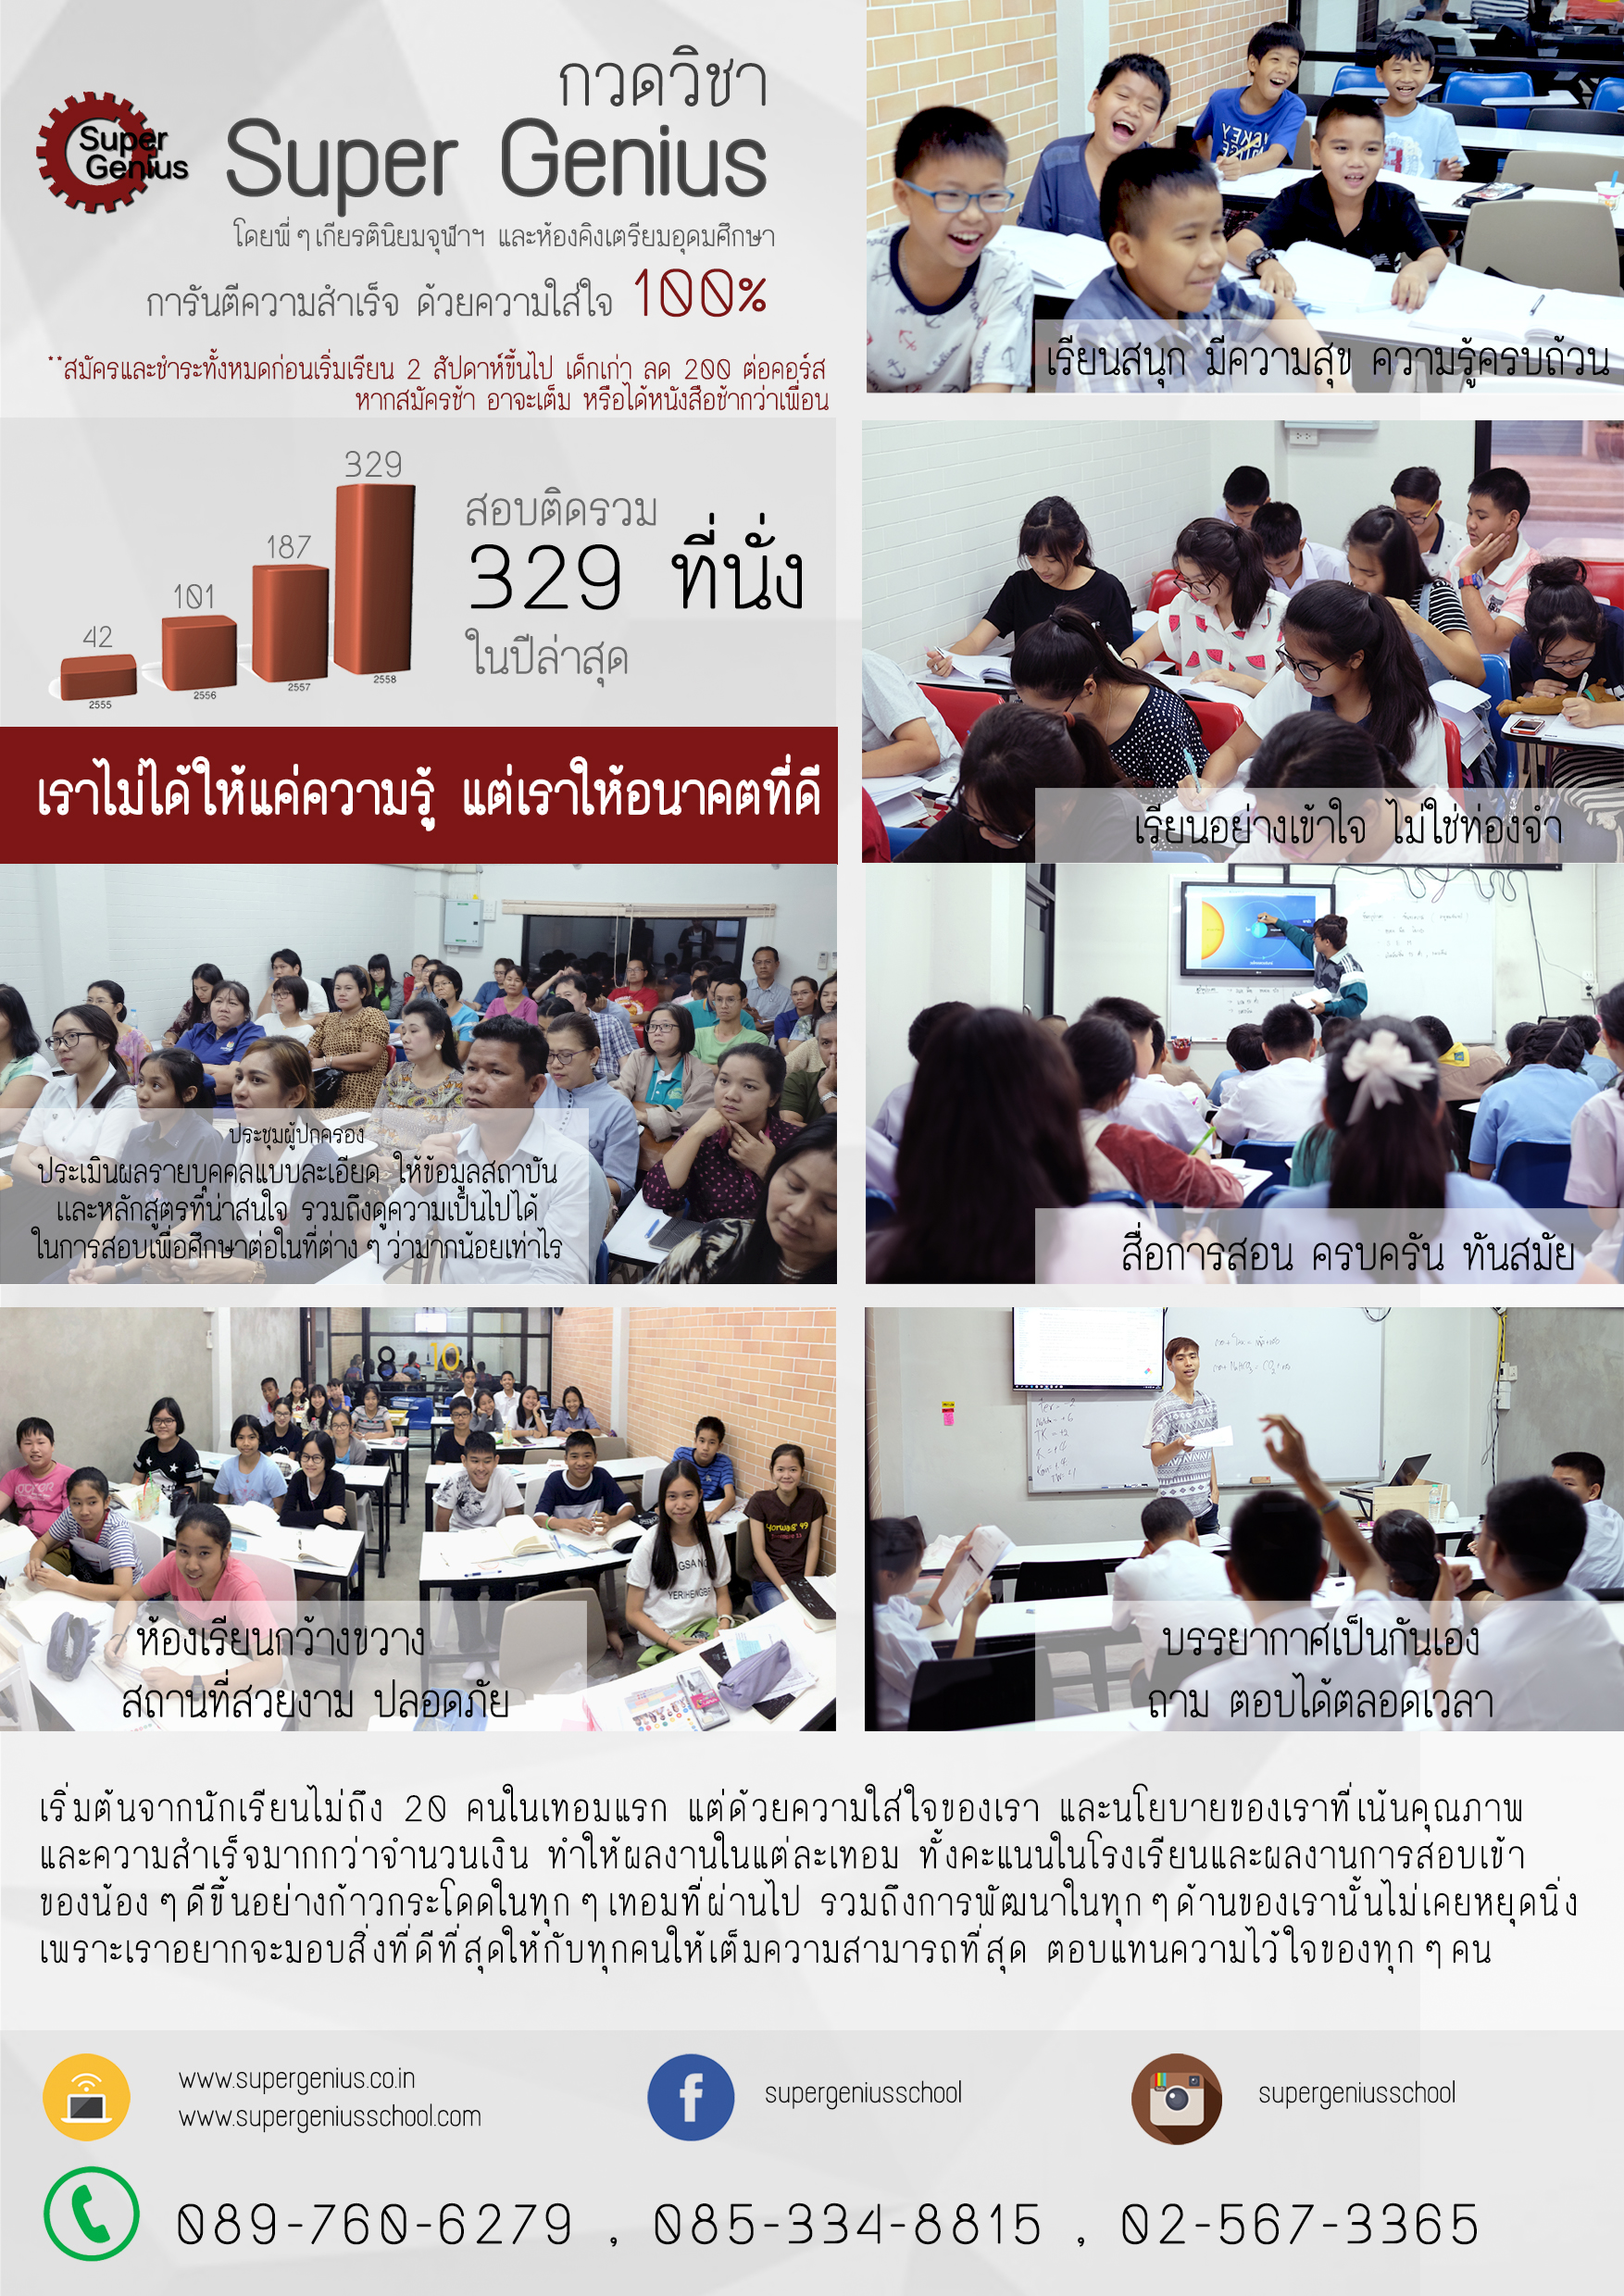 Super
Genius
กวดวิชา
Super Genius
โดยพี่ ๆ เกียรตินิยมจุฬาฯ และห้องคิงเตรียมอุดมศึกษา
การันตีความสำเร็จ ด้วยความใส่ใจ 100%
**สมัครและชำระทั้งหมดก่อนเริ่มเรียน 2 สัปดาห์ขึ้นไป เด็กเก่า ลด 200 ต่อคอร์ส
หากสมัครช้า อาจจะเต็ม หรือได้หนังสือช้ากว่าเพื่อน
เรียนสนุก มีความสุข ความรู้ครบถ้วน
42
101
187
329
2555
2556
2557
2558
สอบติดรวม
329 ที่นั่ง
ในปีล่าสุด
เราไม่ได้ให้แค่ความรู้ แต่เราให้อนาคตที่ดี
เรียนอย่างเข้าใจ ไม่ใช่ท่องจำ
ประชุมผู้ปกครอง
ประเมินผลรายบุคคลแบบละเอียด ให้ข้อมูลสถาบัน
และหลักสูตรที่น่าสนใจ รวมถึงดูความเป็นไปได้
ในการสอบเพื่อศึกษาต่อในที่ต่าง ๆ ว่ามากน้อยเท่าไร
สื่อการสอน ครบครัน ทันสมัย
10
ห้องเรียนกว้างขวาง
สถานที่สวยงาม ปลอดภัย
บรรยากาศเป็นกันเอง
ถาม ตอบได้ตลอดเวลา
เริ่มต้นจากนักเรียนไม่ถึง 20 คนในเทอมแรก แต่ด้วยความใส่ใจของเรา และนโยบายของเราที่เน้นคุณภาพ
และความสำเร็จมากกว่าจำนวนเงิน ทำให้ผลงานในแต่ละเทอม ทั้งคะแนนในโรงเรียนและผลงานการสอบเข้า
ของน้อง ๆ ดีขึ้นอย่างก้าวกระโดดในทุก ๆ เทอมที่ผ่านไป รวมถึงการพัฒนาในทุก ๆ ด้านของเรานั้นไม่เคยหยุดนิ่ง
เพราะเราอยากจะมอบสิ่งที่ดีที่สุดให้กับทุกคนให้เต็มความสามารถที่สุด ตอบแทนความไว้ใจของทุก ๆ คน
www.supergenius.co.in
www.supergeniusschool.com
supergeniusschool
supergeniusschool
089-760-6279 , 085-334-8815 , 02-567-3365